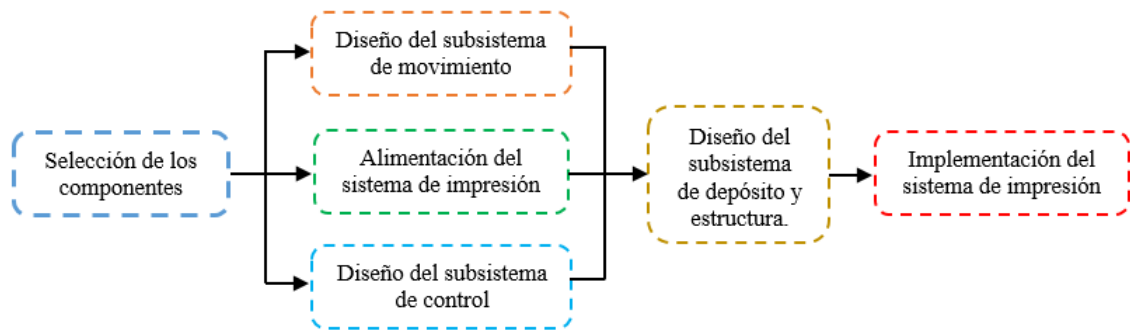 Selección de los
componentes
Diseño del subsistema
de movimiento
Alimentación del
sistema de impresión
Diseño del subsistema
de control
Diseño del
subsistema
de depósito y
estructura.
Implementación del
sistema de impresión